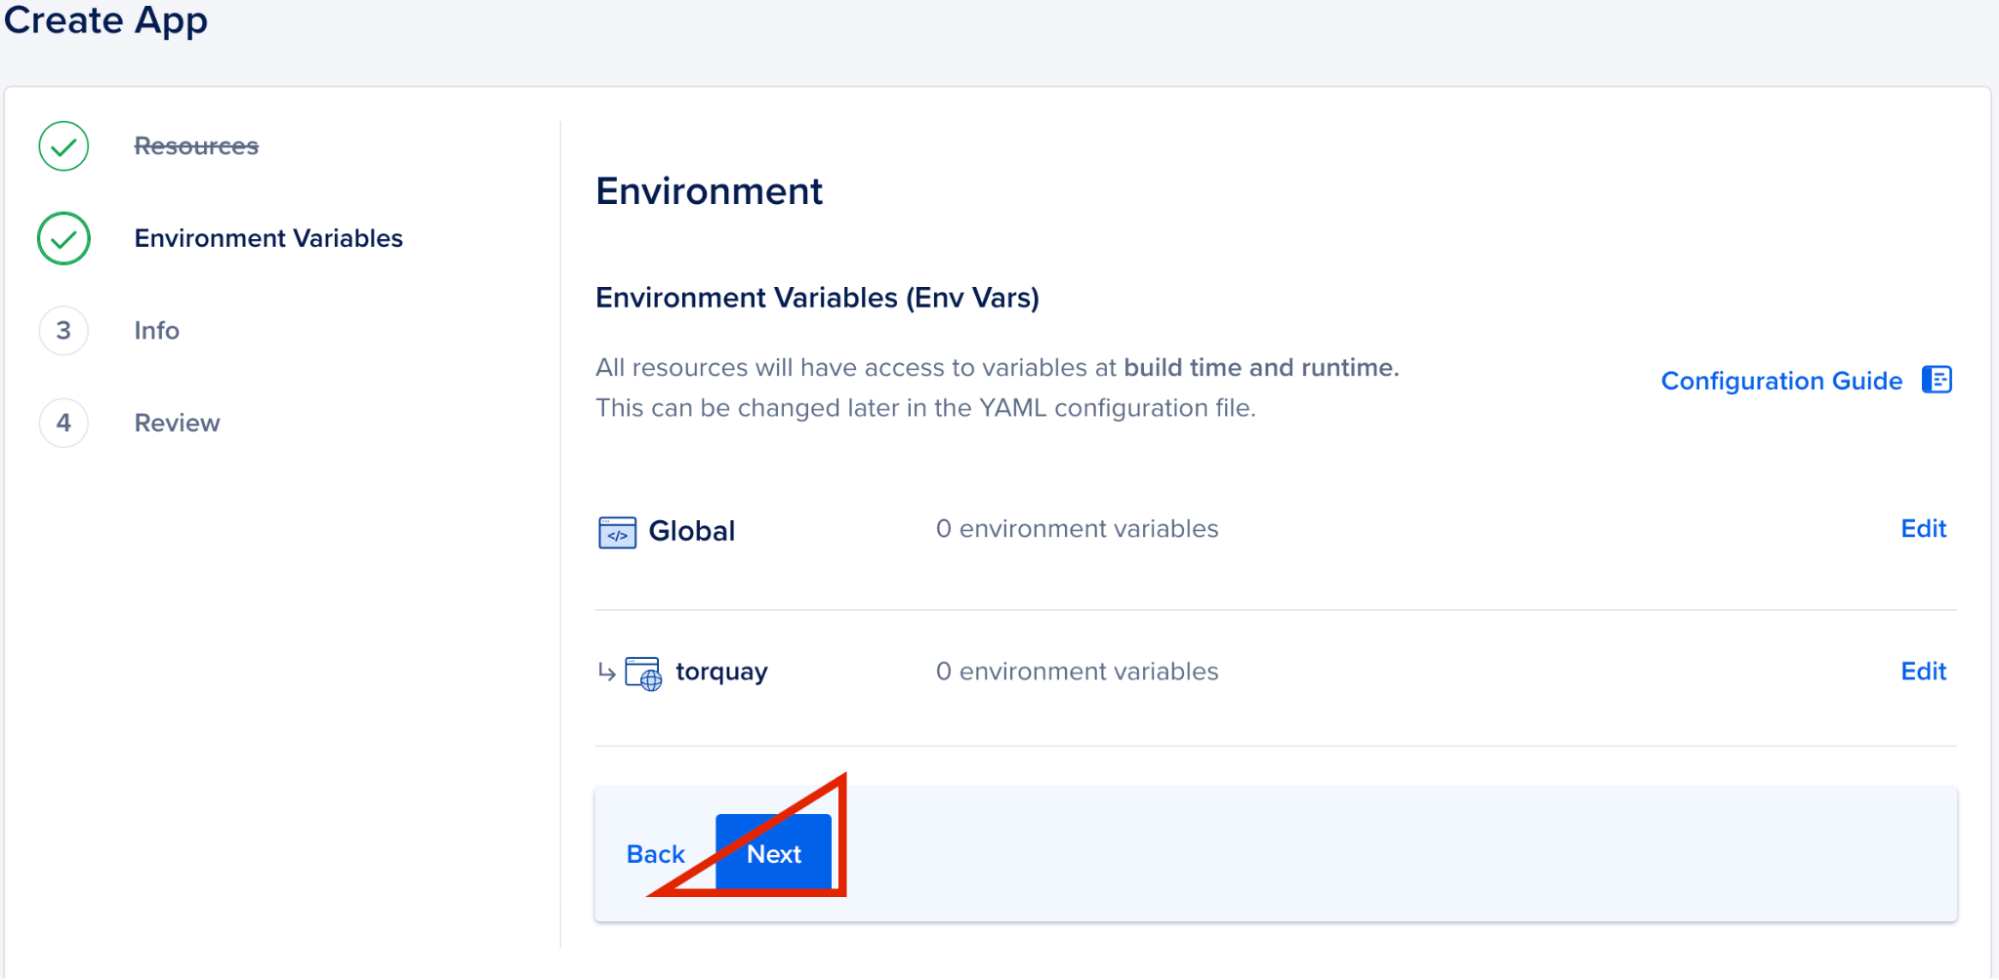 Create App
Resources
Environment Variables
3 Info
4 Review
Environment
Environment Variables (Env Vars)
All resources will have access to variables at build time and runtime.
This can be changed later in the YAML configuration file.
Configuration Guide
</> Global 0 environment variables Edit
torquay 0 environment variables Edit
Back Next